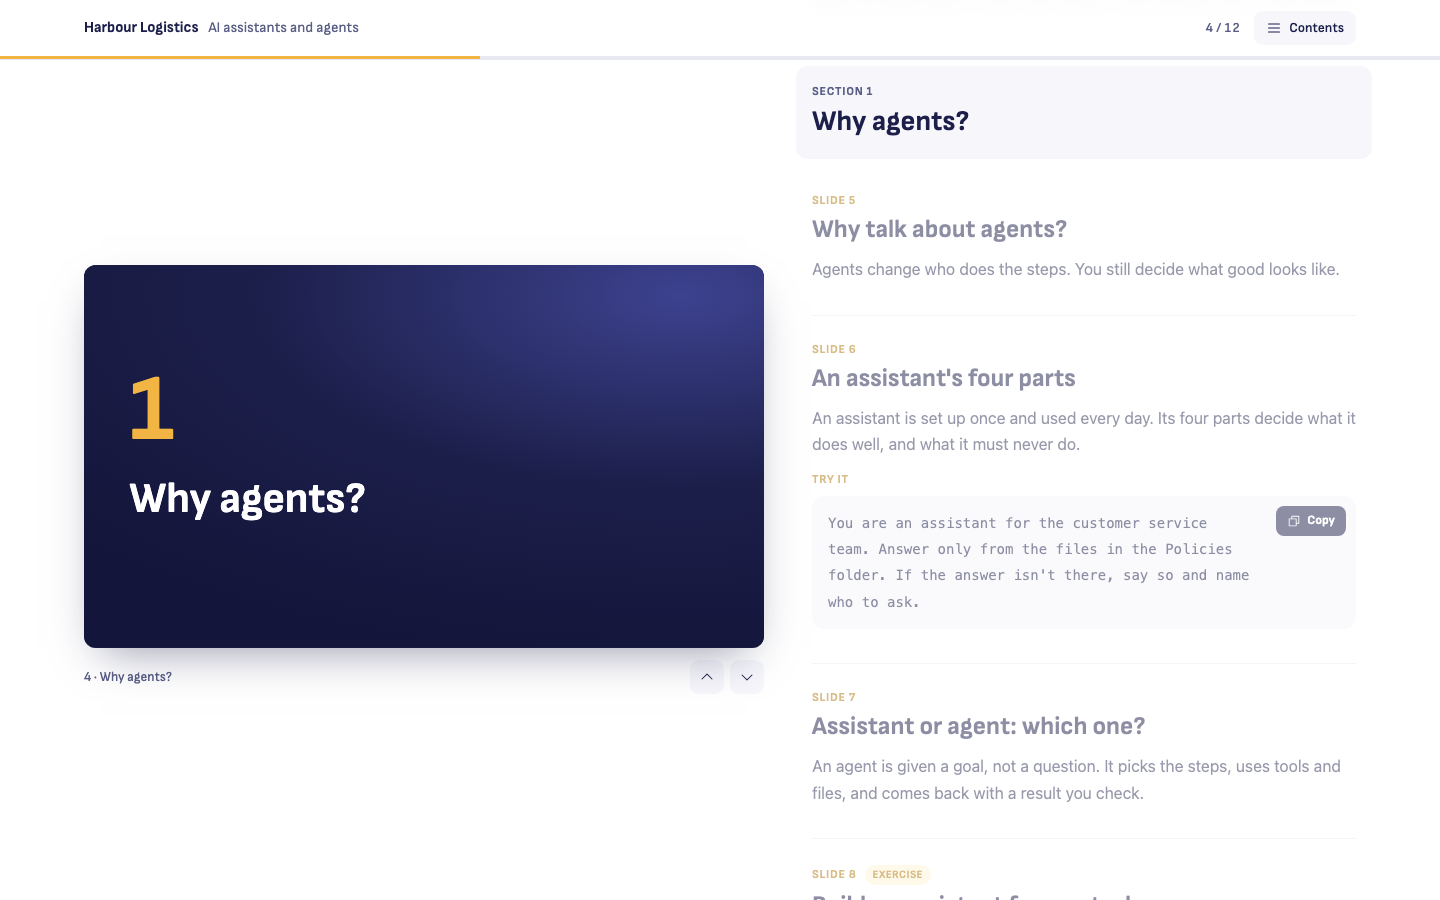 Harbour Logistics AI assistants and agents
4 / 12
Contents
1
Why agents?
4 · Why agents?
SECTION 1
Why agents?
SLIDE 5
Why talk about agents?
Agents change who does the steps. You still decide what good looks like.
SLIDE 6
An assistant's four parts
An assistant is set up once and used every day. Its four parts decide what it
does well, and what it must never do.
TRY IT
You are an assistant for the customer service
team. Answer only from the files in the Policies
folder. If the answer isn't there, say so and name
who to ask.
Copy
SLIDE 7
Assistant or agent: which one?
An agent is given a goal, not a question. It picks the steps, uses tools and
files, and comes back with a result you check.
SLIDE 8 EXERCISE